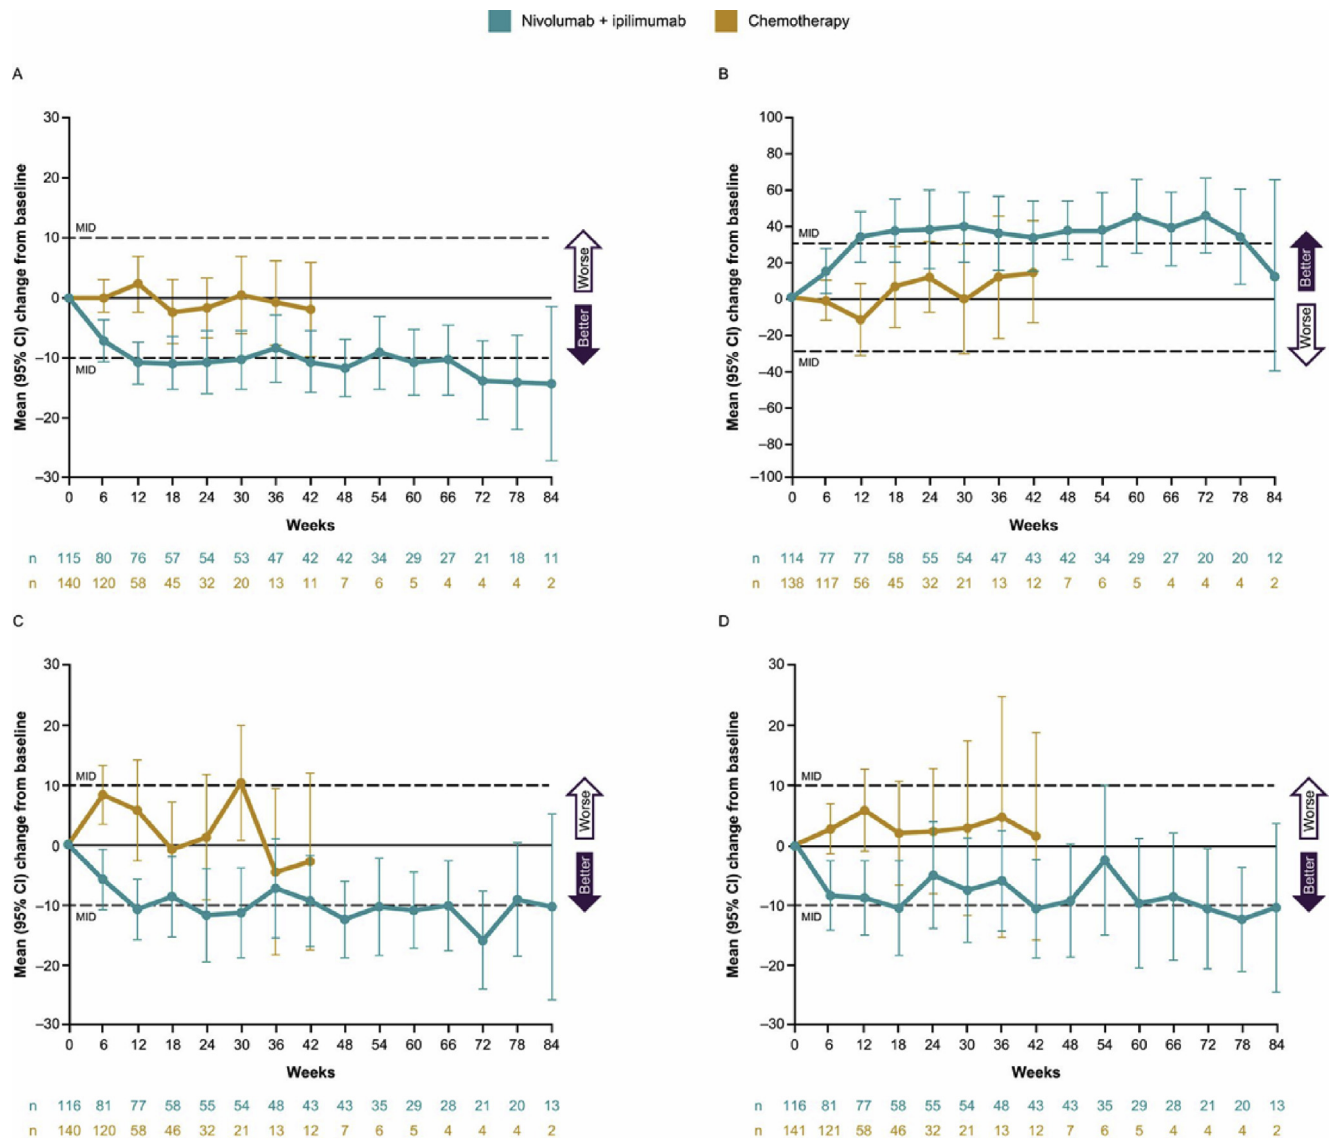 Nivolumab + ipilimumab Chemotherapy
A
Mean (95% CI) change from baseline
30
20
10
0
–10
–20
–30
MID
MID
Worse
Better
0 6 12 18 24 30 36 42 48 54 60 66 72 78 84
Weeks
n 115 80 76 57 54 53 47 42 42 34 29 27 21 18 11
n 140 120 58 45 32 20 13 11 7 6 5 4 4 4 2
B
Mean (95% CI) change from baseline
100
80
60
40
20
0
–20
–40
–60
–80
–100
MID
MID
Better
Worse
0 6 12 18 24 30 36 42 48 54 60 66 72 78 84
Weeks
n 114 77 77 58 55 54 47 43 42 34 29 27 20 20 12
n 138 117 56 45 32 21 13 12 7 6 5 4 4 4 2
C
Mean (95% CI) change from baseline
30
20
10
0
–10
–20
–30
MID
MID
Worse
Better
0 6 12 18 24 30 36 42 48 54 60 66 72 78 84
Weeks
n 116 81 77 58 55 54 48 43 43 35 29 28 21 20 13
n 140 120 58 46 32 21 13 12 7 6 5 4 4 4 2
D
Mean (95% CI) change from baseline
30
20
10
0
–10
–20
–30
MID
MID
Worse
Better
0 6 12 18 24 30 36 42 48 54 60 66 72 78 84
Weeks
n 116 81 77 58 55 54 48 43 43 35 29 28 21 20 13
n 141 121 58 46 32 21 13 12 7 6 5 4 4 4 2